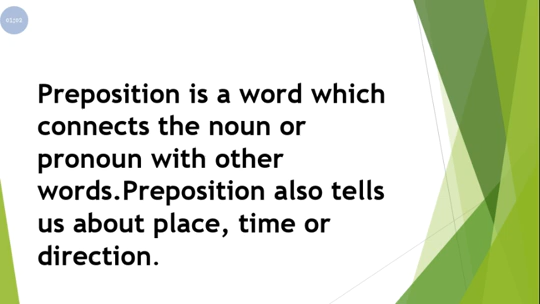 Preposition is a word which
connects the noun or
pronoun with other
words.Preposition also tells
us about place, time or
direction.